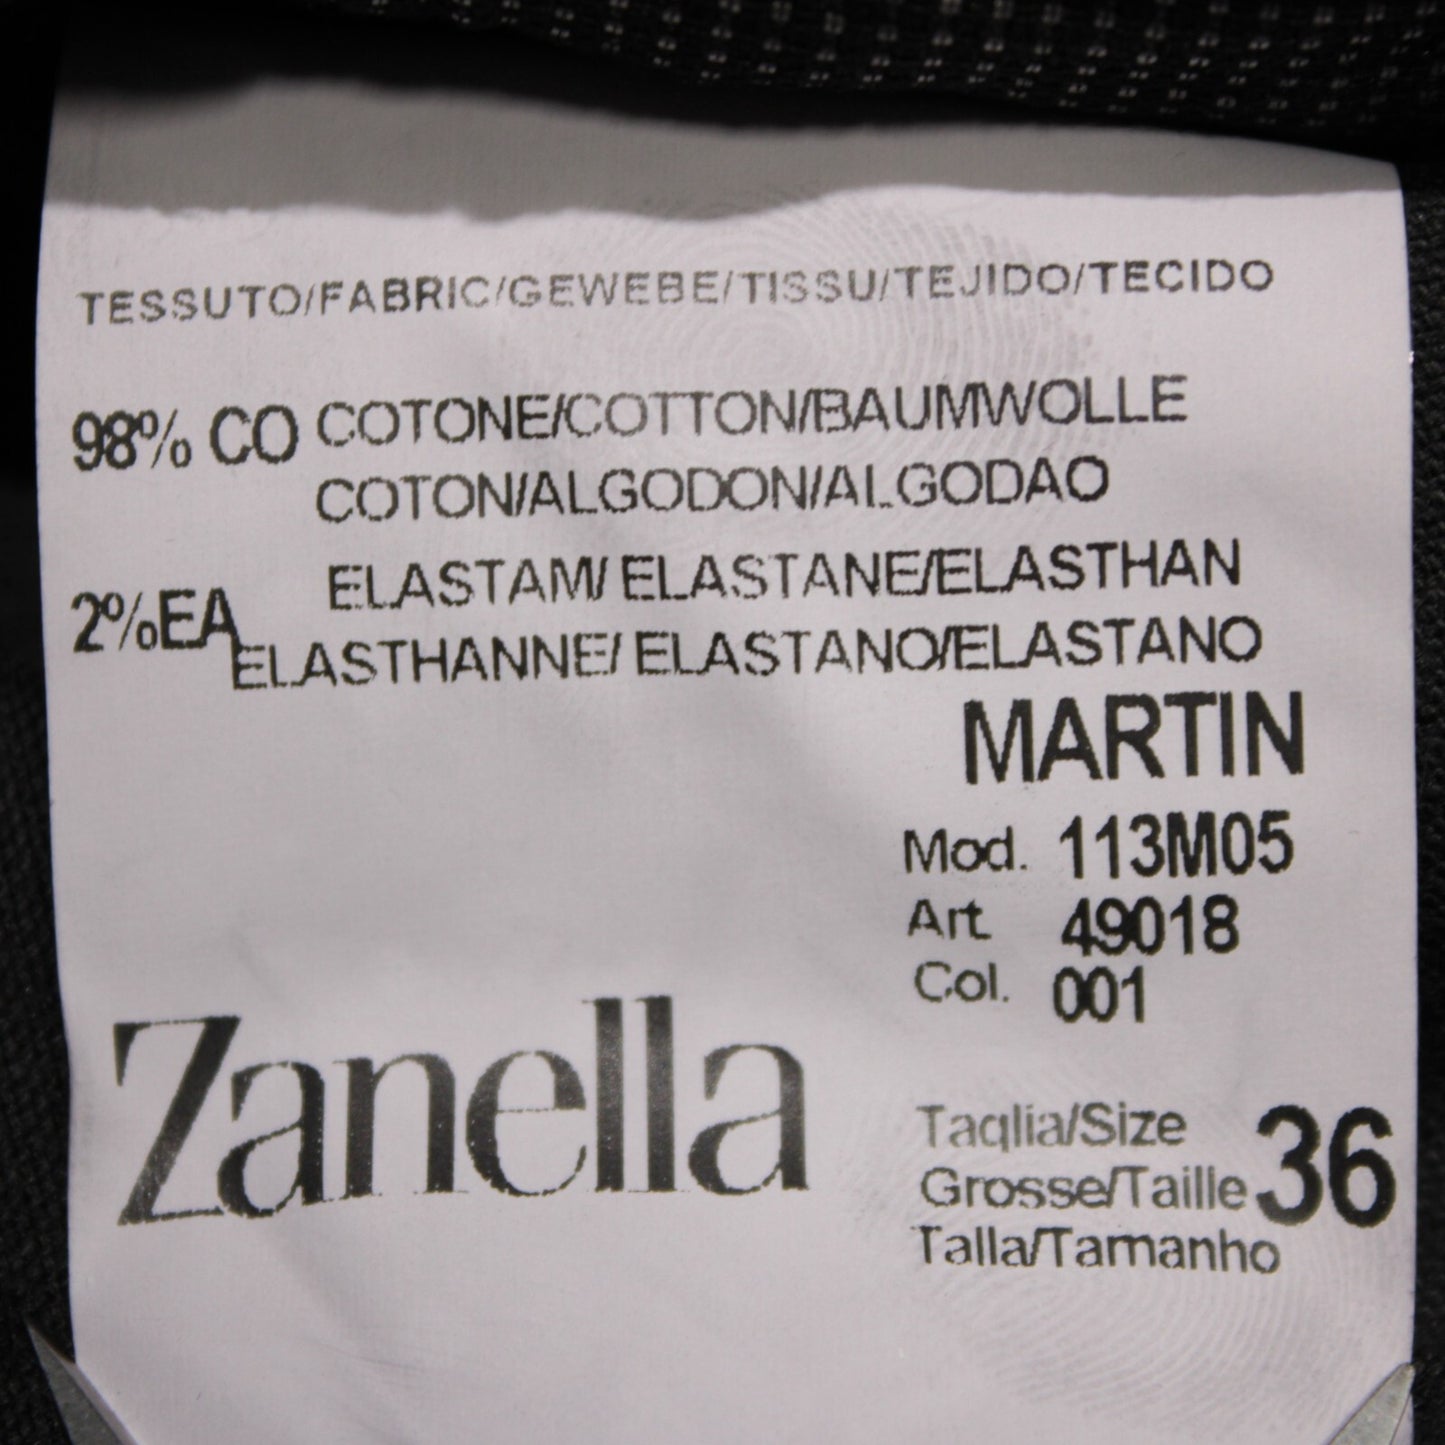 TESSUTO/FABRIC/GEWEBE/TISSU/TEJIDO/TECIDO
98% CO COTONE/COTTON/BAUMWOLLE
COTON/ALGODON/ALGODAO
2%EA ELASTAM/ ELASTANE/ELASTHAN
ELASTHANNE/ ELASTANO/ELASTANO
MARTIN
Mod. 113M05
Art. 49018
Col. 001
Zanella
Taglia/Size
Grosse/Taille 36
Talla/Tamanho